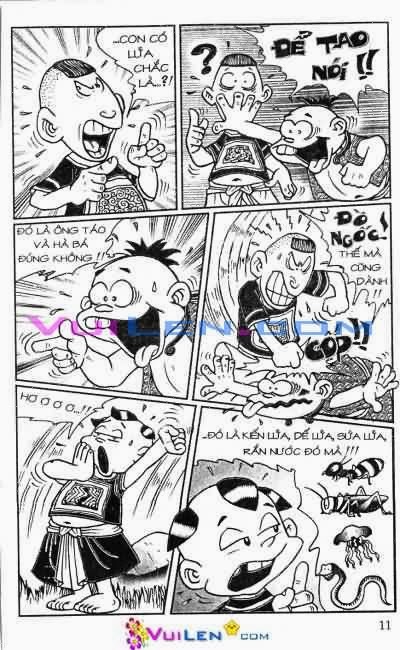 ...CON CÓ
LỬA
CHẮC
LÀ...?!
?
ĐỂ TAO
NÓI!!
ĐÓ LÀ ÔNG TÁO
VÀ HÀ BÁ
ĐÚNG KHÔNG!!
ĐỒ
NGỐC!
THẾ MÀ
CŨNG
DÀNH
!!
CỐP!!
VUILEN.COM
HƠ Ơ Ơ Ơ...!!
...ĐÓ LÀ KIẾN LỬA, DẾ LỬA, SỨA LỬA,
RẮN NƯỚC ĐÓ MÀ!!!
11
VUILEN.COM